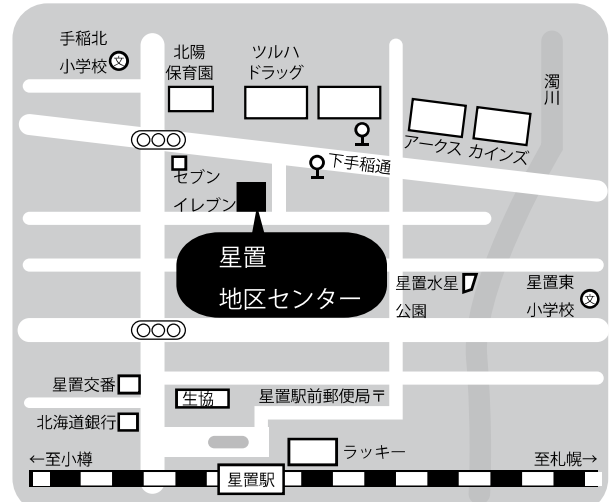 手稲北
小学校
文
北陽
保育園
ツルハ
ドラッグ
濁川
アークス
カインズ
下手稲通
セブン
イレブン
星置
地区センター
星置水星
公園
星置東
小学校
文
星置交番
生協
星置駅前郵便局〒
北海道銀行
ラッキー
←至小樽
至札幌→
星置駅